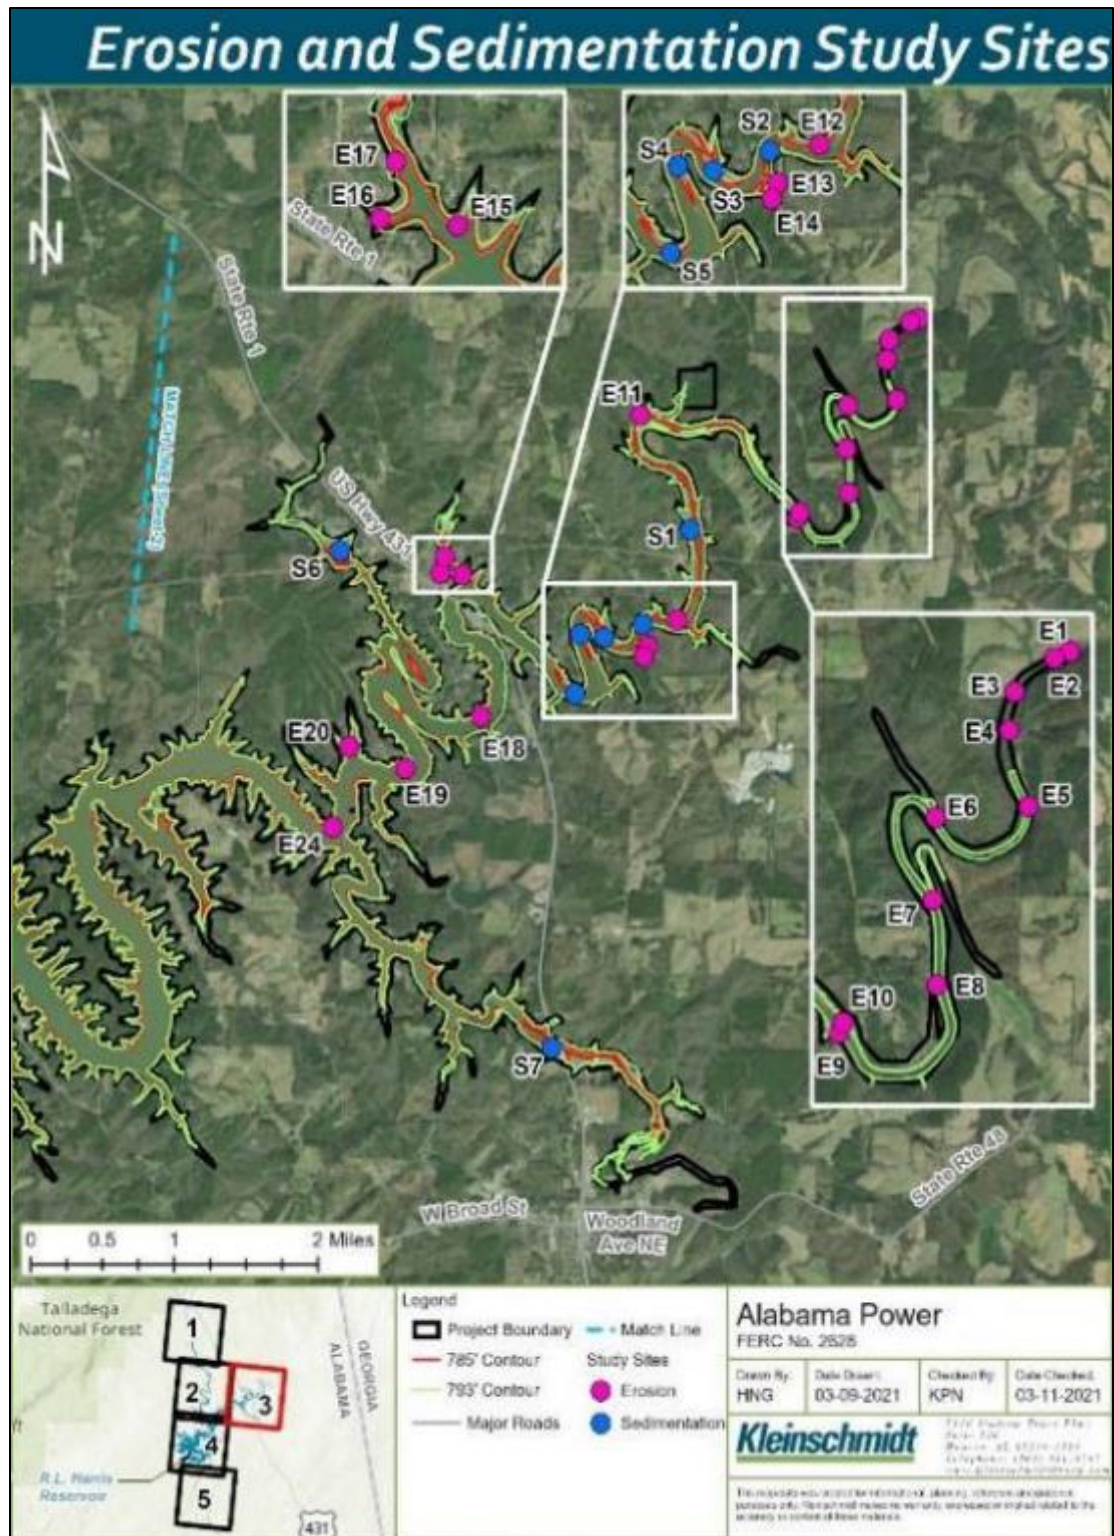 Erosion and Sedimentation Study Sites
N
E17
E16
E15
State Rte 1
S2
E12
S4
S3
E13
E14
S5
State Rte 1
E11
US Hwy 431
S6
S1
E1
E2
E3
E4
E5
E6
E7
E8
E10
E9
E20
E18
E19
E24
S7
State Rte 48
W Broad St
Woodland
Ave NE
0 0.5 1 2 Miles
Talladega
National Forest
1
2
3
4
5
GEORGIA
ALABAMA
R.L. Harris
Reservoir
431
Legend
Project Boundary
785' Contour
793' Contour
Major Roads
Match Line
Study Sites
Erosion
Sedimentation
Alabama Power
FERC No. 2628
Drawn By:
HNG
Date Drawn:
03-09-2021
Checked By:
KPN
Date Checked:
03-11-2021
Kleinschmidt